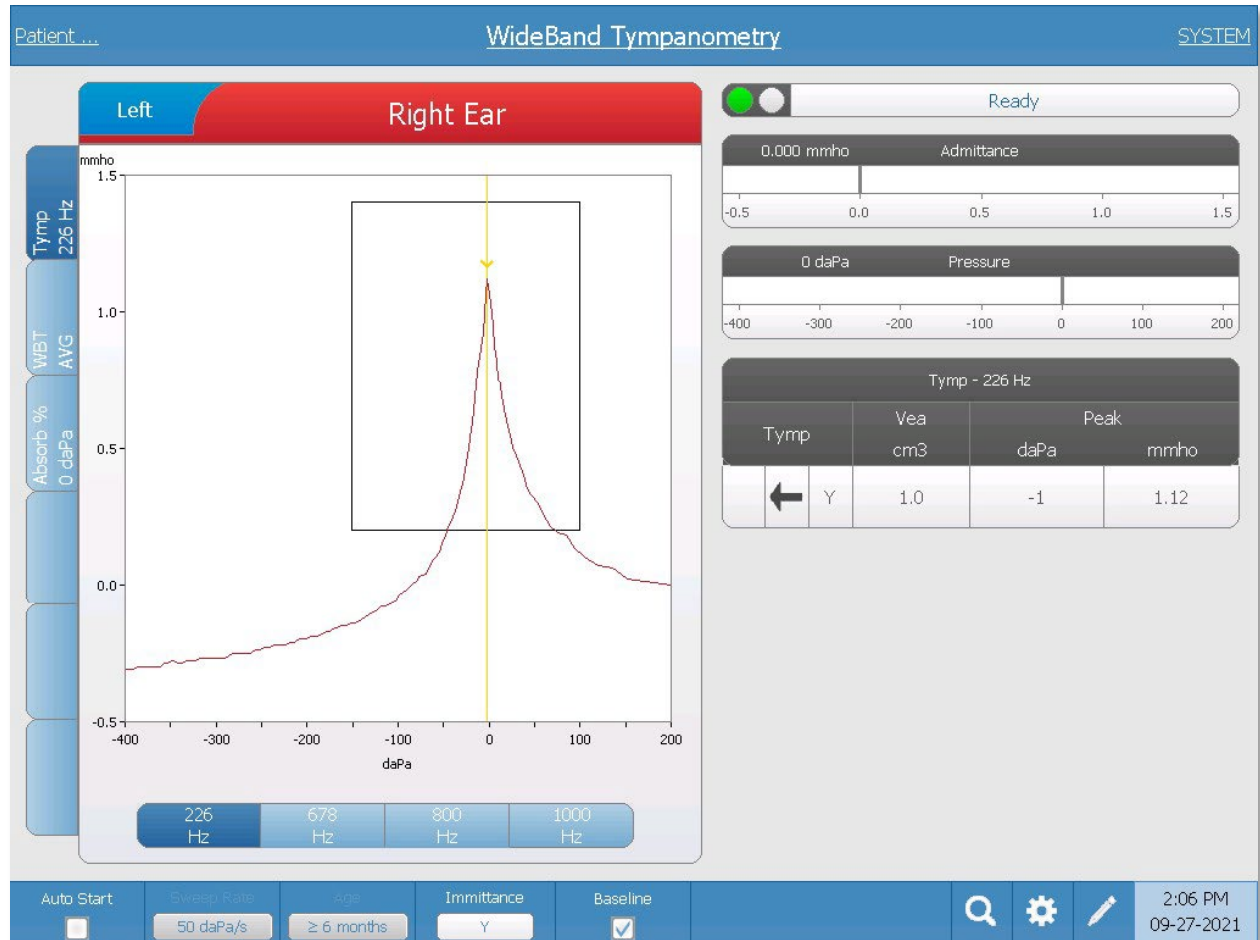 Patient ...
WideBand Tympanometry
SYSTEM
Left
Right Ear
mmho
1.5
1.0
0.5
0.0
-0.5
-400 -300 -200 -100 0 100 200
daPa
Tymp
226 Hz
WBT
AVG
Absorb %
0 daPa
226
Hz
678
Hz
800
Hz
1000
Hz
Ready
0.000 mmho Admittance
-0.5 0.0 0.5 1.0 1.5
0 daPa Pressure
-400 -300 -200 -100 0 100 200
Tymp - 226 Hz
Tymp
Vea
cm3
Peak
daPa mmho
Y 1.0 -1 1.12
Auto Start
Sweep Rate
50 daPa/s
Age
≥ 6 months
Immittance
Y
Baseline
2:06 PM
09-27-2021